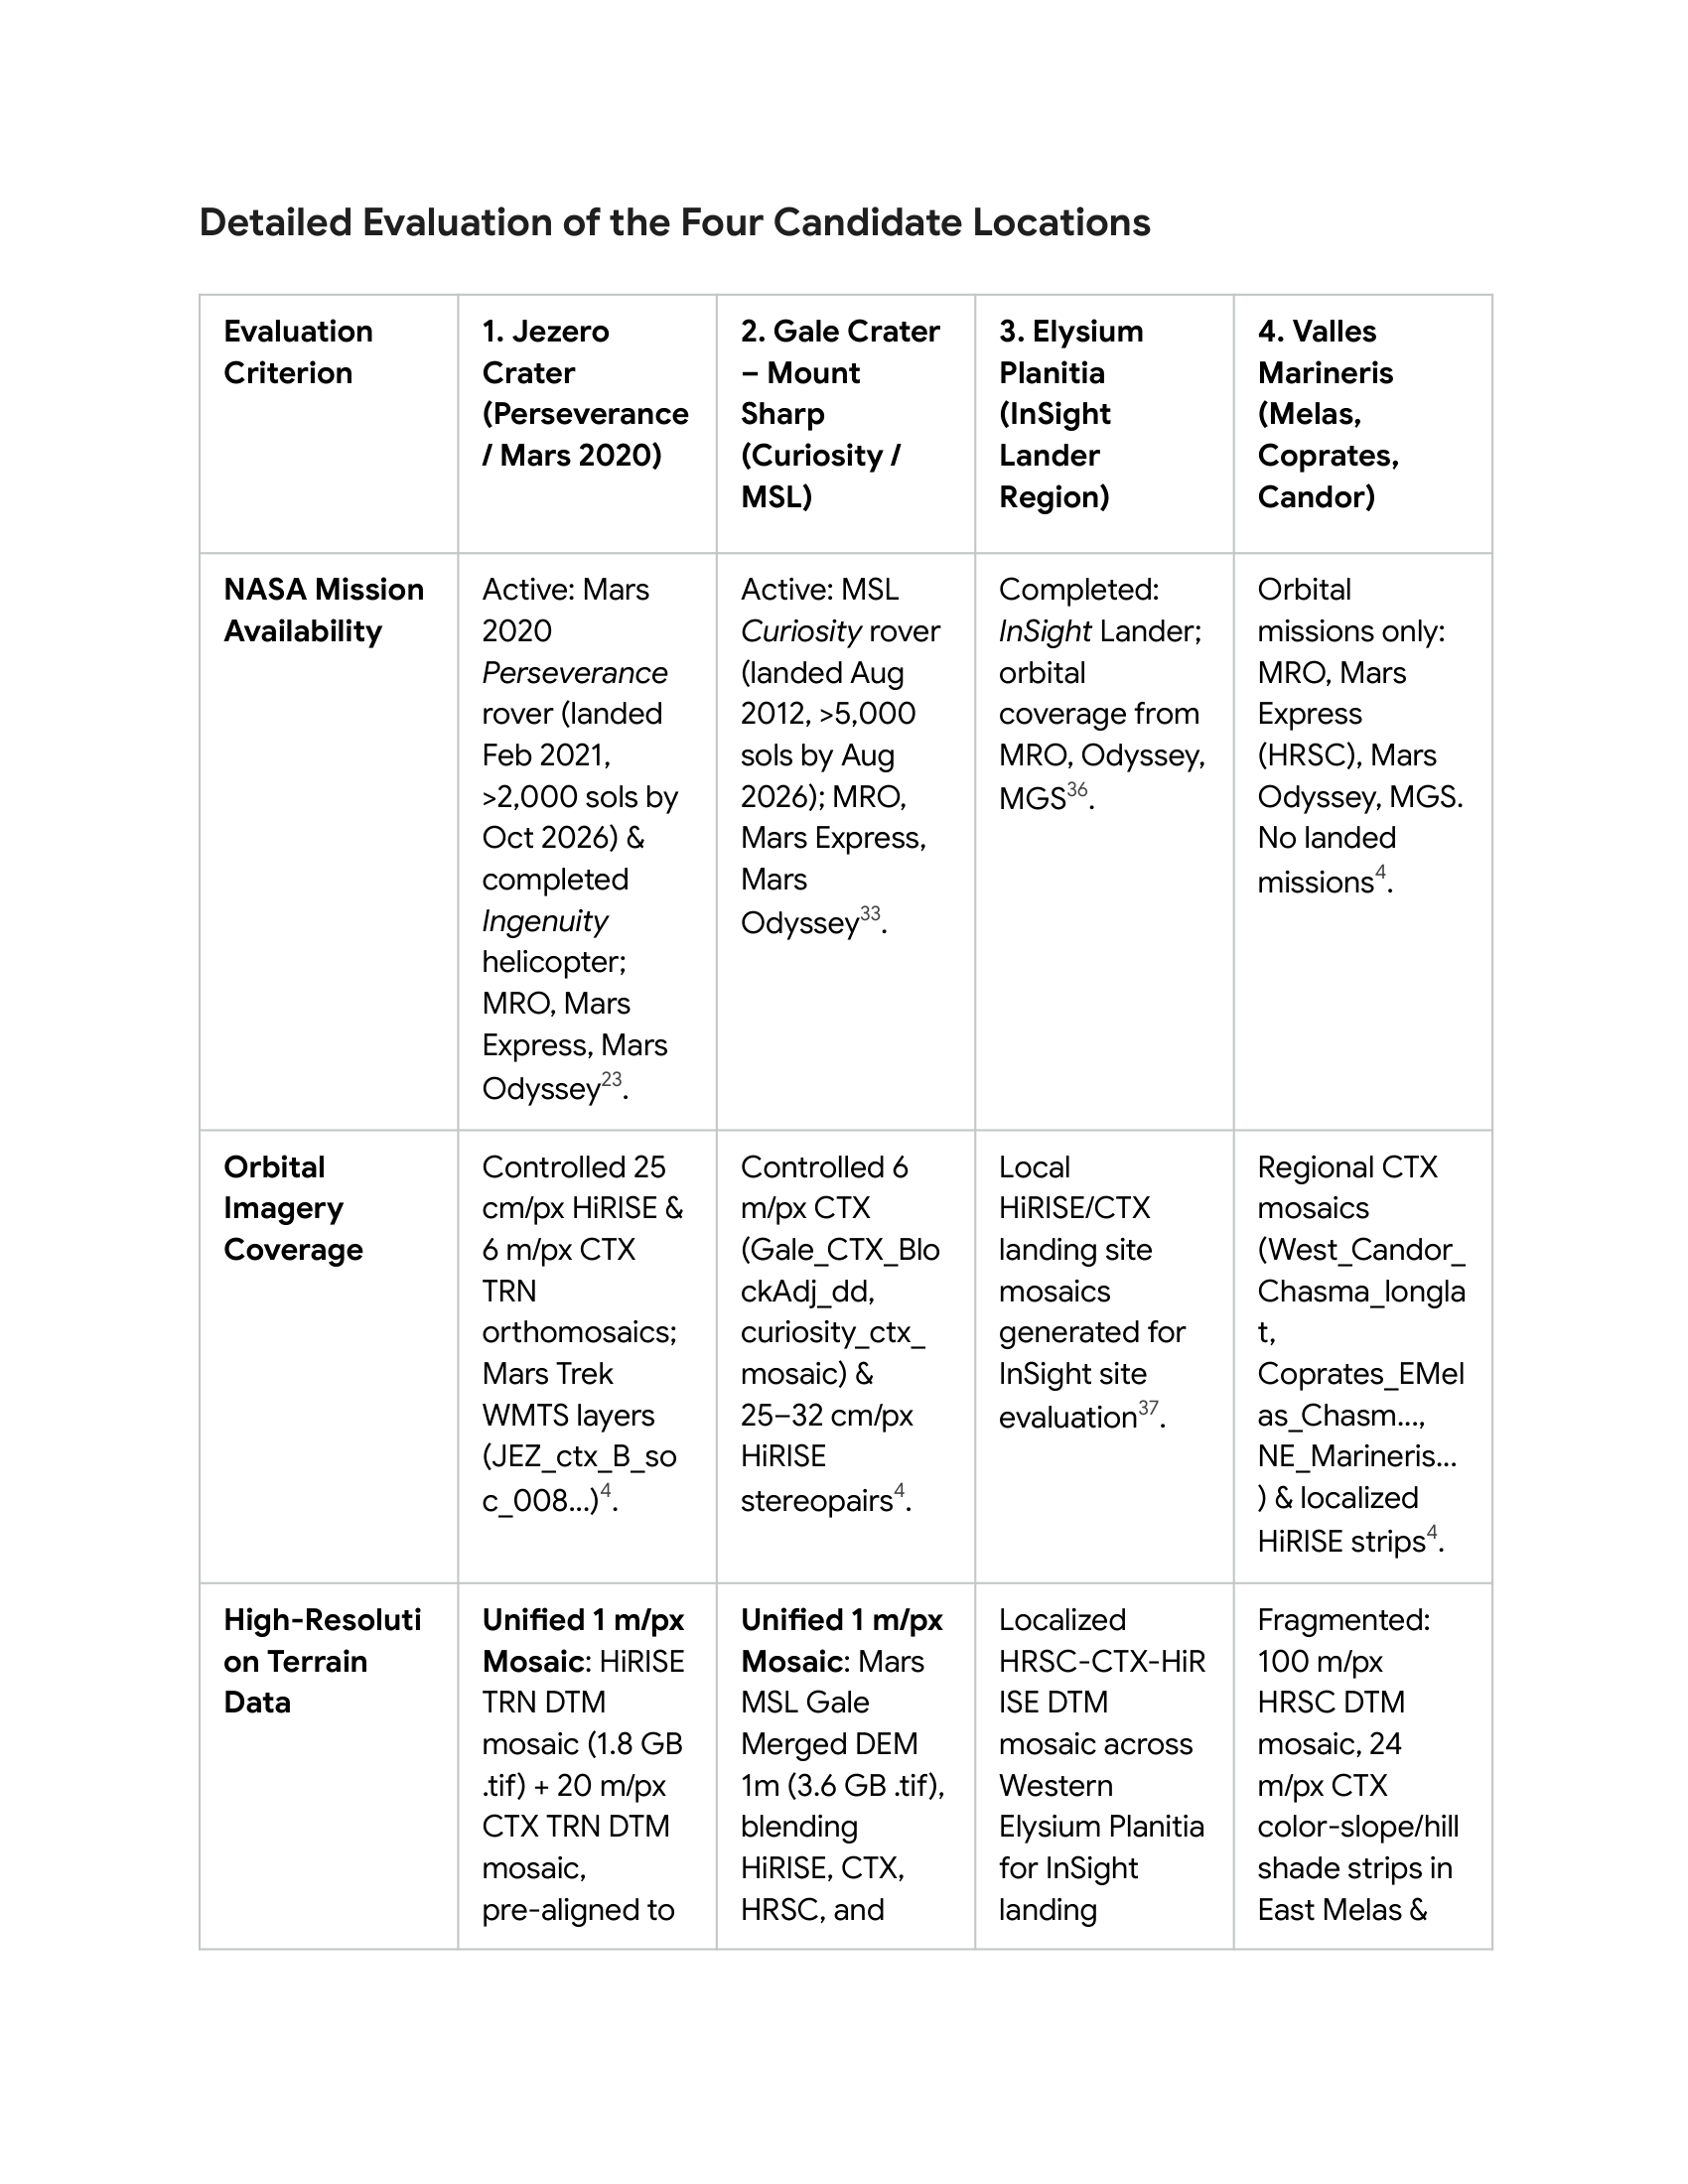 Detailed Evaluation of the Four Candidate Locations
Evaluation
Criterion
1. Jezero
Crater
(Perseverance
/ Mars 2020)
2. Gale Crater
– Mount
Sharp
(Curiosity /
MSL)
3. Elysium
Planitia
(InSight
Lander
Region)
4. Valles
Marineris
(Melas,
Coprates,
Candor)
NASA Mission
Availability
Active: Mars
2020
Perseverance
rover (landed
Feb 2021,
>2,000 sols by
Oct 2026) &
completed
Ingenuity
helicopter;
MRO, Mars
Express, Mars
Odyssey23.
Active: MSL
Curiosity rover
(landed Aug
2012, >5,000
sols by Aug
2026); MRO,
Mars Express,
Mars
Odyssey33.
Completed:
InSight Lander;
orbital
coverage from
MRO, Odyssey,
MGS36.
Orbital
missions only:
MRO, Mars
Express
(HRSC), Mars
Odyssey, MGS.
No landed
missions4.
Orbital
Imagery
Coverage
Controlled 25
cm/px HiRISE &
6 m/px CTX
TRN
orthomosaics;
Mars Trek
WMTS layers
(JEZ_ctx_B_so
c_008...)4.
Controlled 6
m/px CTX
(Gale_CTX_Blo
ckAdj_dd,
curiosity_ctx_
mosaic) &
25–32 cm/px
HiRISE
stereopairs4.
Local
HiRISE/CTX
landing site
mosaics
generated for
InSight site
evaluation37.
Regional CTX
mosaics
(West_Candor_
Chasma_longla
t,
Coprates_EMel
as_Chasm...,
NE_Marineris...
) & localized
HiRISE strips4.
High-Resoluti
on Terrain
Data
Unified 1 m/px
Mosaic: HiRISE
TRN DTM
mosaic (1.8 GB
.tif) + 20 m/px
CTX TRN DTM
mosaic,
pre-aligned to
Unified 1 m/px
Mosaic: Mars
MSL Gale
Merged DEM
1m (3.6 GB .tif),
blending
HiRISE, CTX,
HRSC, and
Localized
HRSC-CTX-HiR
ISE DTM
mosaic across
Western
Elysium Planitia
for InSight
landing
Fragmented:
100 m/px
HRSC DTM
mosaic, 24
m/px CTX
color-slope/hill
shade strips in
East Melas &